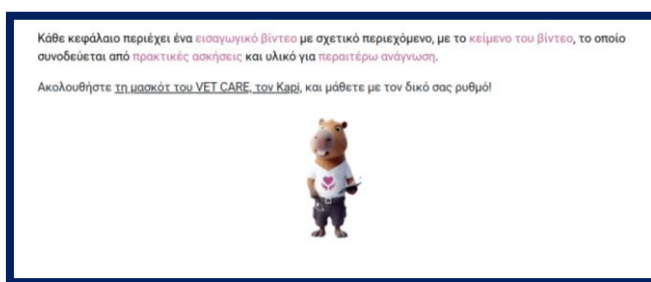 Κάθε κεφάλαιο περιέχει ένα εισαγωγικό βίντεο με σχετικό περιεχόμενο, με το κείμενο του βίντεο, το οποίο
συνοδεύεται από πρακτικές ασκήσεις και υλικό για περαιτέρω ανάγνωση.
Ακολουθήστε τη μασκότ του VET CARE, τον Kapi, και μάθετε με τον δικό σας ρυθμό!